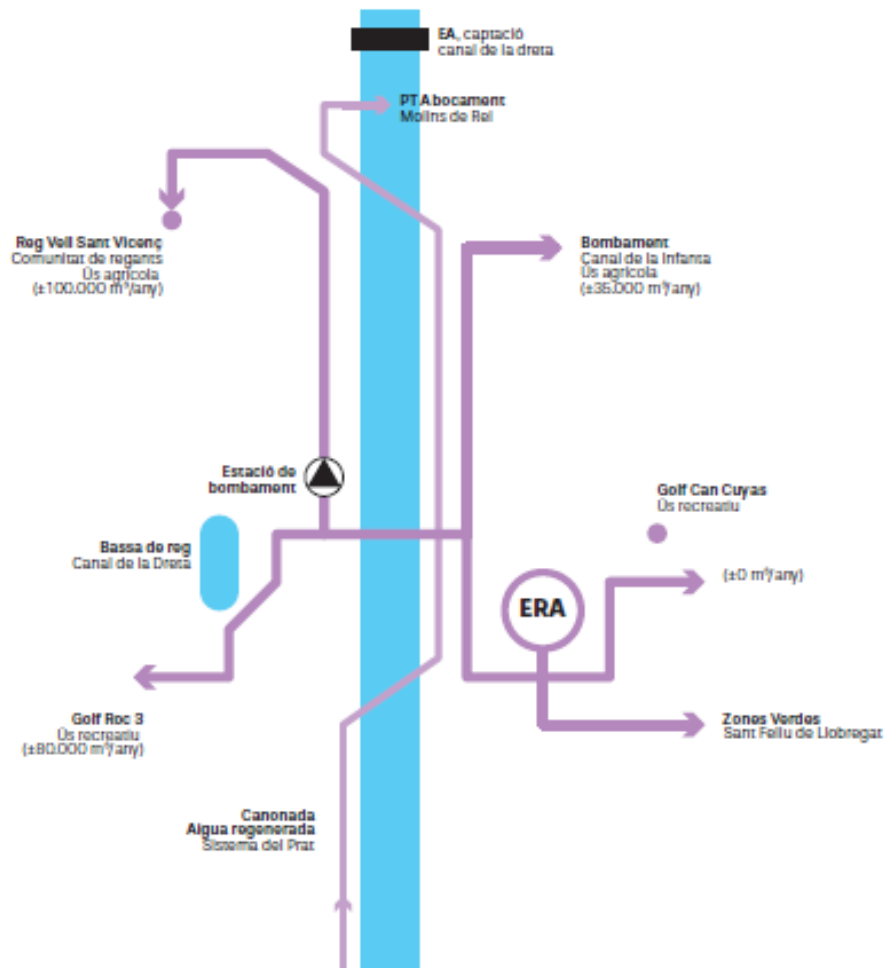 EA, captació
canal de la dreta
PT Abocament
Molins de Rei
Reg Vell Sant Vicenç
Comunitat de regants
Ús agrícola
(±100.000 m³/any)
Bombament
Canal de la Infanta
Ús agrícola
(±35.000 m³/any)
Estació de
bombament
Golf Can Cuyas
Ús recreatiu
Bassa de reg
Canal de la Dreta
(±0 m³/any)
ERA
Golf Roc 3
Ús recreatiu
(±80.000 m³/any)
Zones Verdes
Sant Feliu de Llobregat
Canonada
Aigua regenerada
Sistema del Prat